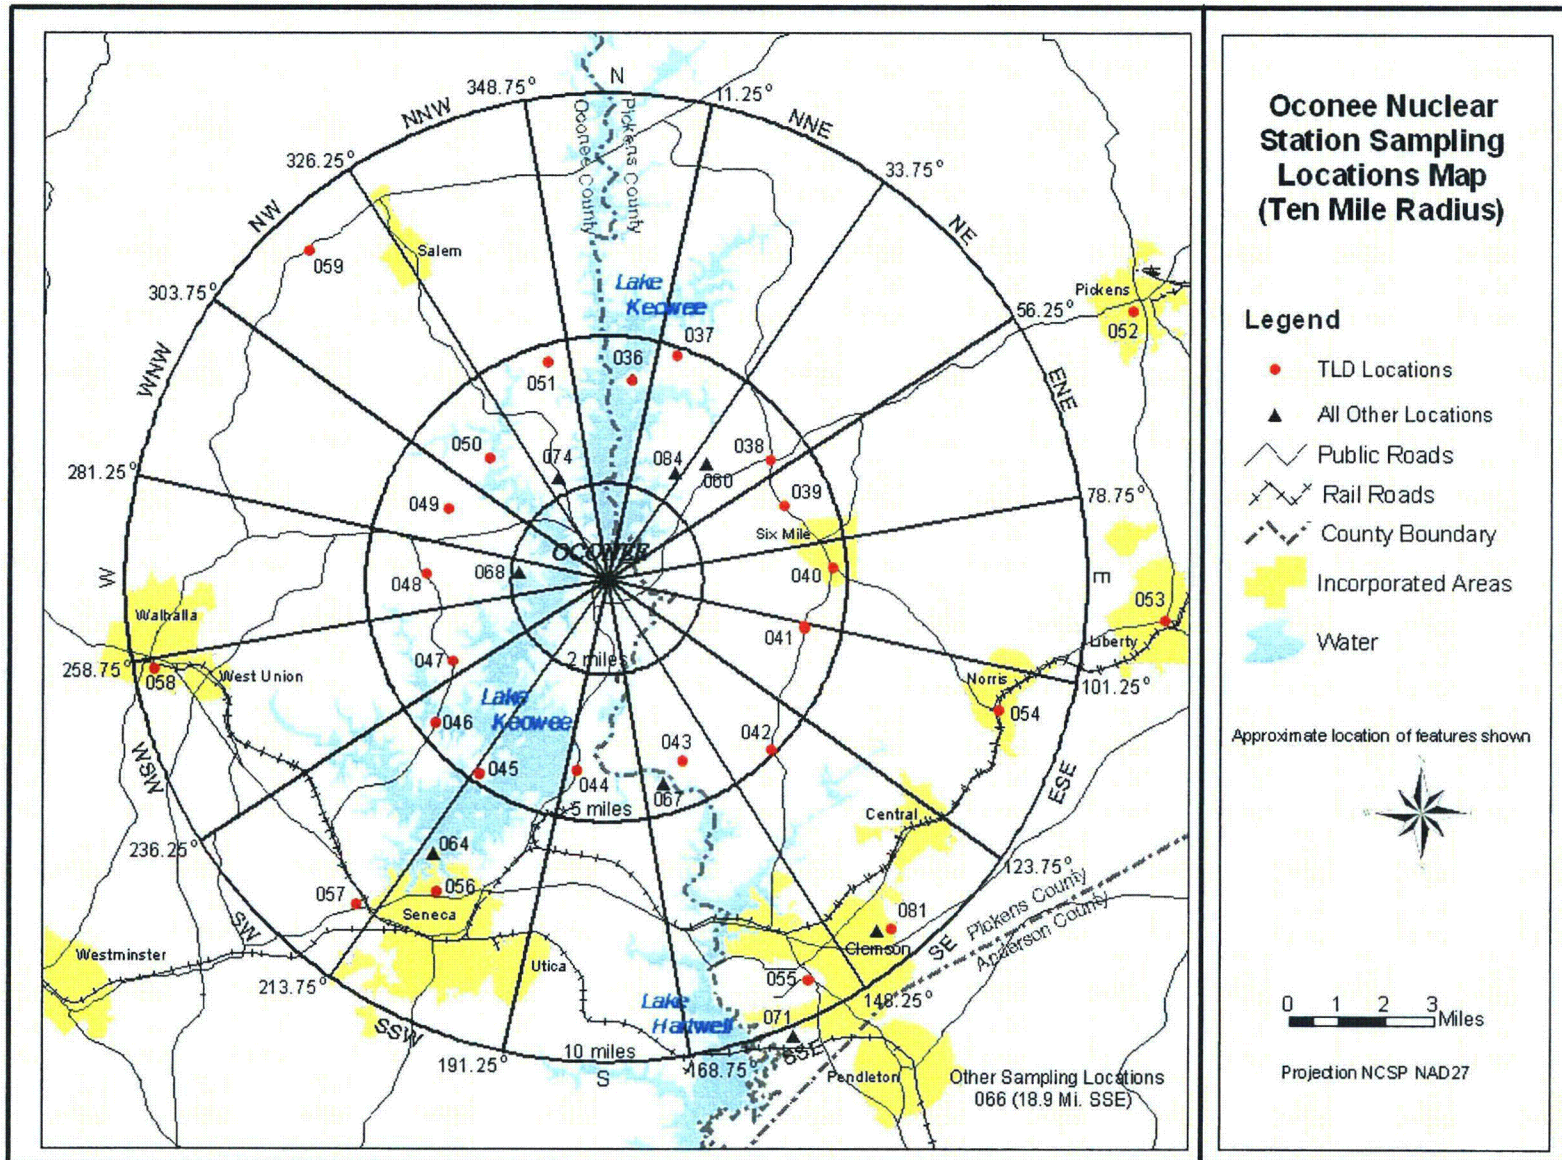 N
348.75°
11.25°
NNW
NNE
Pickens County
Oconee County
326.25°
33.75°
NW
NE
Salem
059
303.75°
Lake
Keowee
Pickens
56.25°
052
037
036
051
WNW
ENE
050
074
084
060
038
281.25°
049
039
78.75°
Six Mile
OCONEE
068
048
040
E
W
053
Walhalla
041
Liberty
047
2 miles
258.75°
058
West Union
Norris
101.25°
054
Lake
Keowee
046
043
042
045
044
WSW
067
5 miles
ESE
Central
236.25°
064
123.75°
057
056
Seneca
081
Pickens County
Anderson County
SW
Clemson
SE
Westminster
Utica
055
213.75°
148.25°
Lake
Hartwell
071
SSW
10 miles
SSE
191.25°
S
168.75°
Pendleton
Other Sampling Locations
066 (18.9 Mi. SSE)
Oconee Nuclear
Station Sampling
Locations Map
(Ten Mile Radius)
Legend
TLD Locations
All Other Locations
Public Roads
Rail Roads
County Boundary
Incorporated Areas
Water
Approximate location of features shown
0 1 2 3
Miles
Projection NCSP NAD27